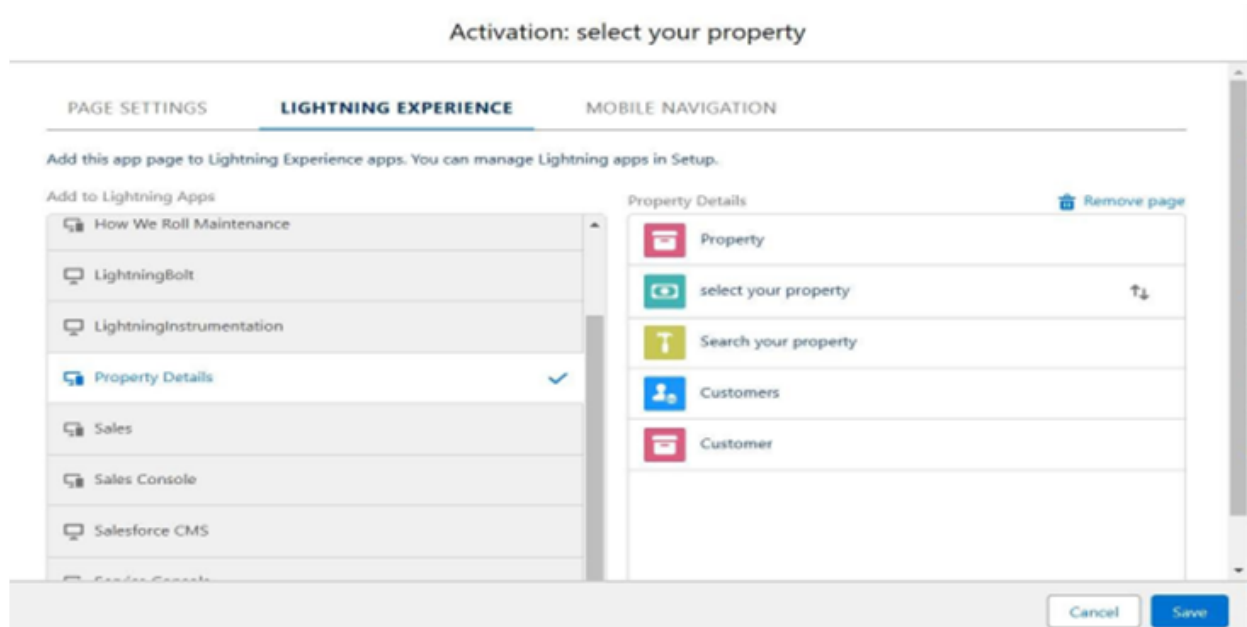 Activation: select your property
PAGE SETTINGS LIGHTNING EXPERIENCE MOBILE NAVIGATION
Add this app page to Lightning Experience apps. You can manage Lightning apps in Setup.
Add to Lightning Apps
How We Roll Maintenance
LightningBolt
LightningInstrumentation
Property Details
Sales
Sales Console
Salesforce CMS
Property Details
Remove page
Property
select your property
Search your property
Customers
Customer
Cancel Save